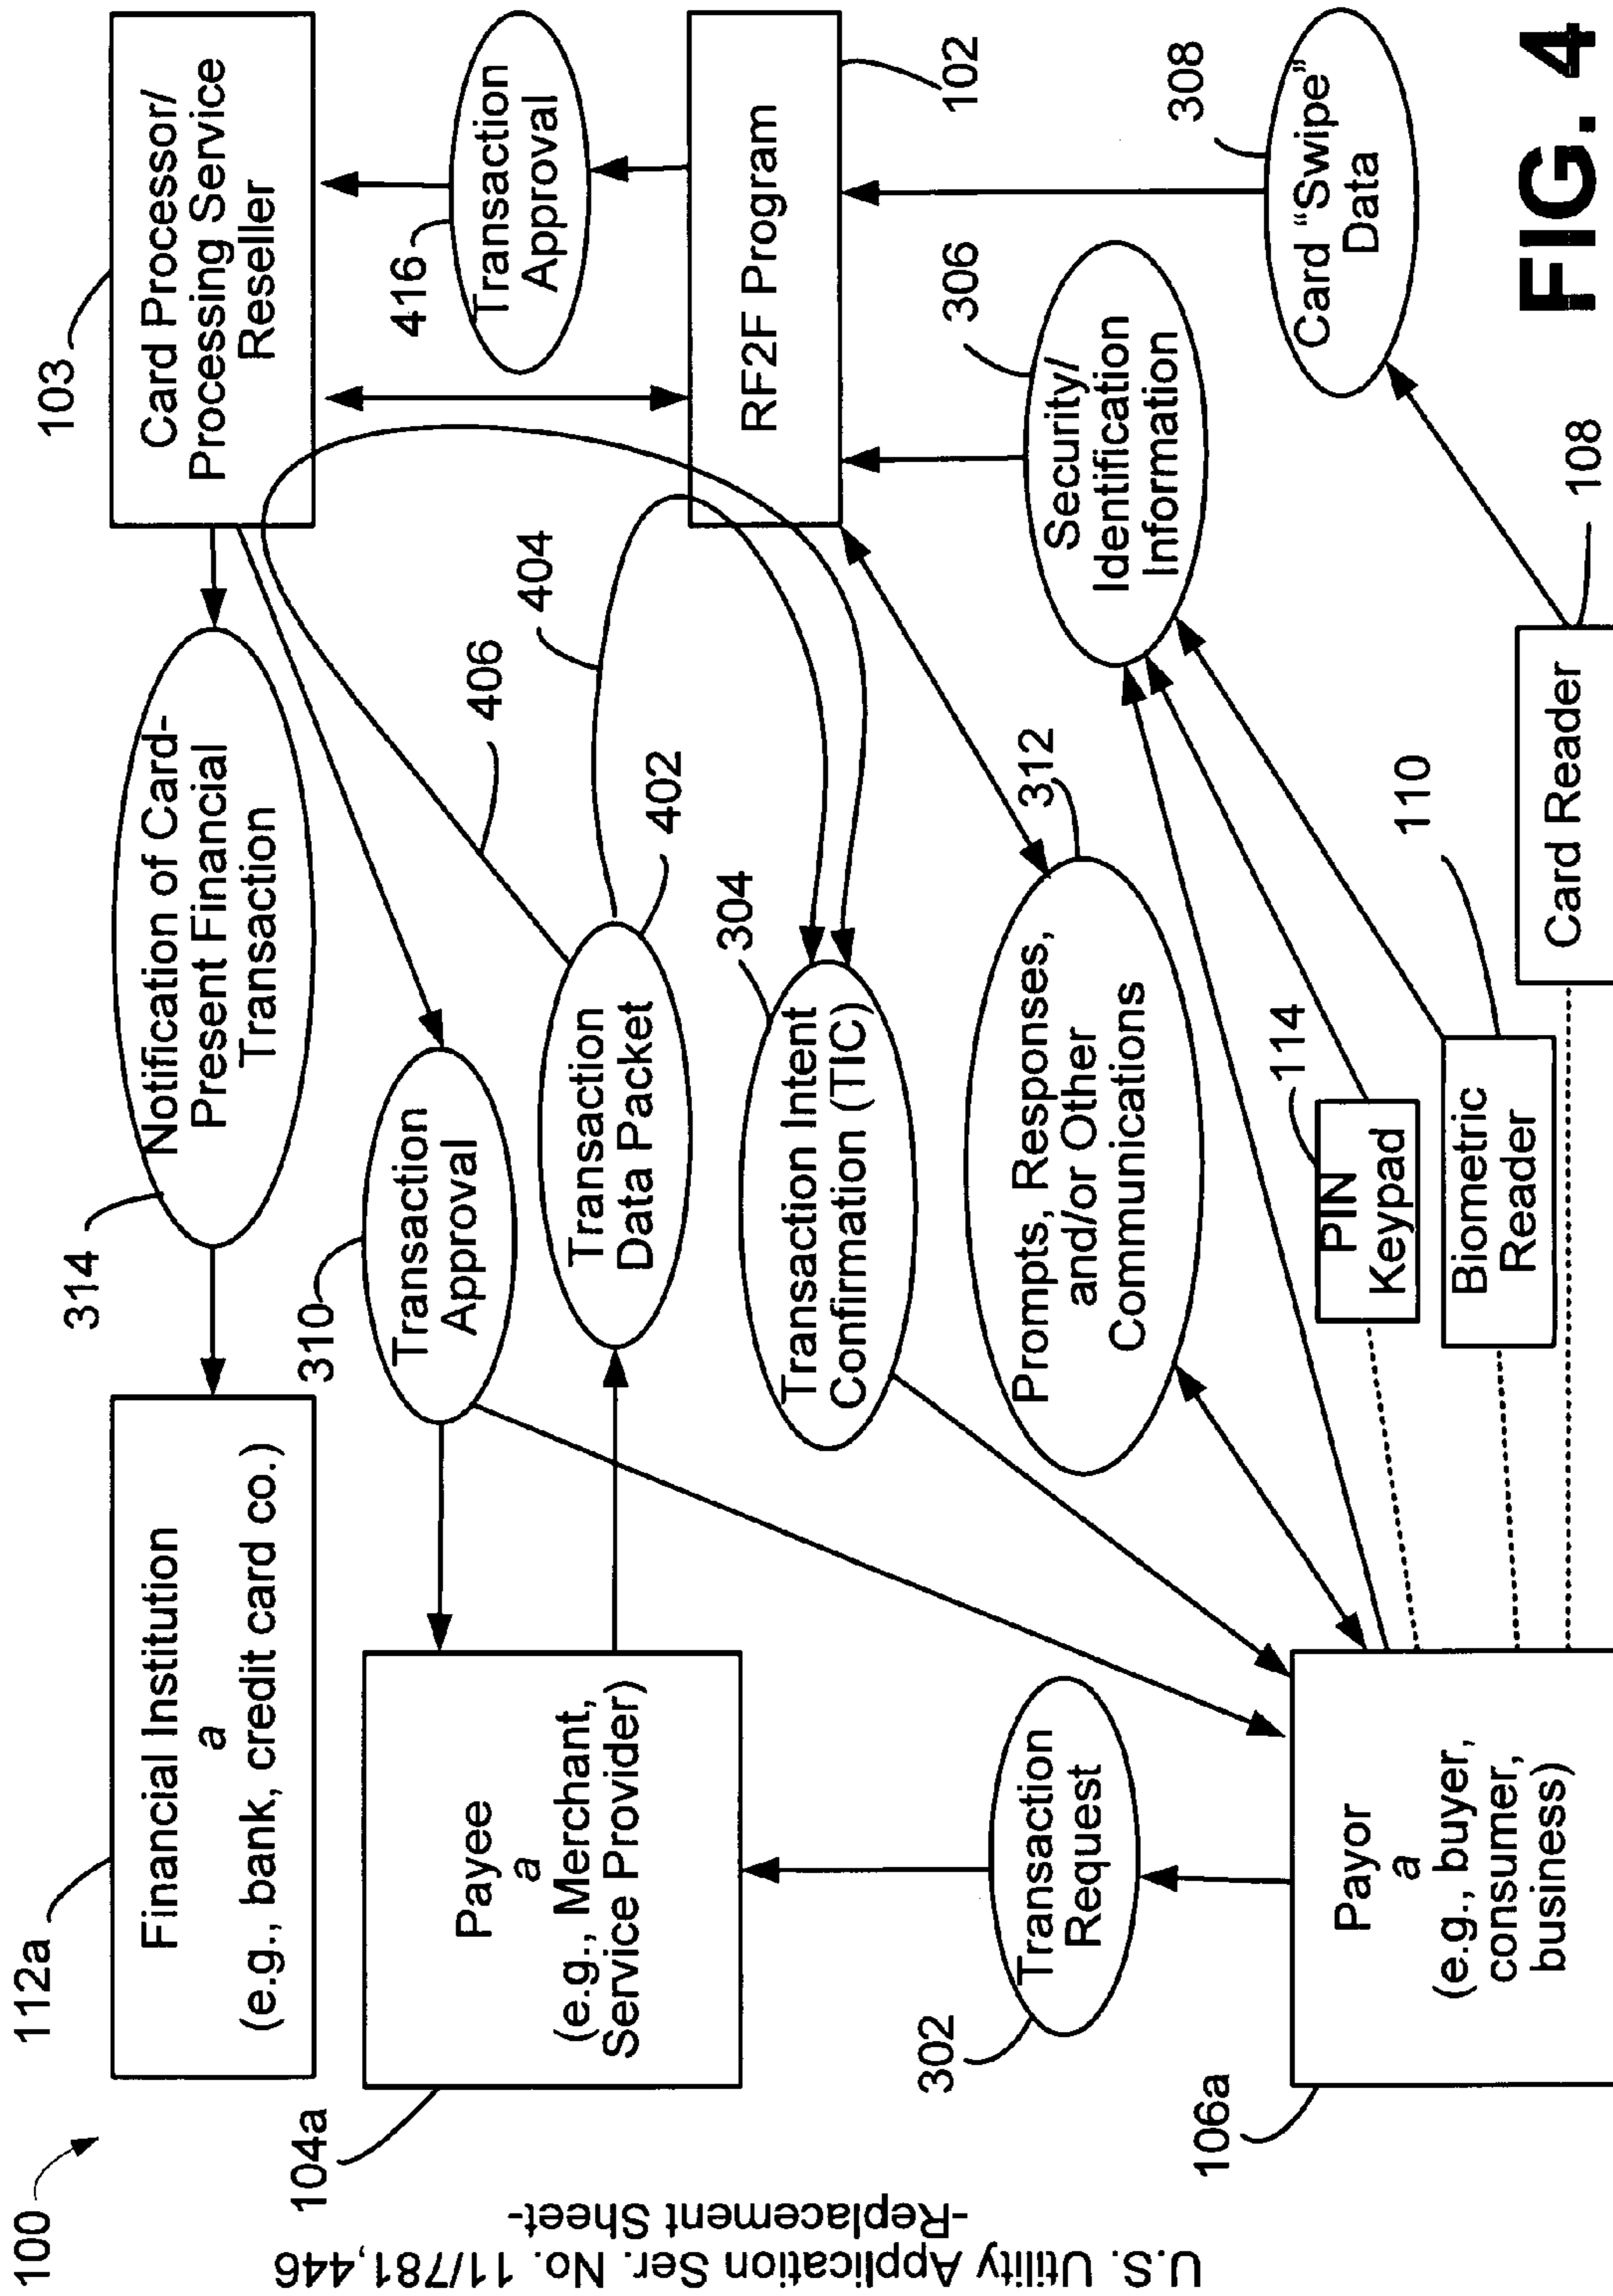 100
112a
Financial Institution
a
(e.g., bank, credit card co.)
314
Notification of Card-
Present Financial
Transaction
103
Card Processor/
Processing Service
Reseller
104a
Payee
a
(e.g., Merchant,
Service Provider)
310
Transaction
Approval
406
404
416
Transaction
Approval
Transaction
Data Packet
402
304
Transaction Intent
Confirmation (TIC)
RF2F Program
102
302
Transaction
Request
Prompts, Responses,
and/or Other
Communications
312
306
Security/
Identification
Information
308
Card "Swipe"
Data
106a
Payor
a
(e.g., buyer,
consumer,
business)
114
PIN
Keypad
110
Biometric
Reader
Card Reader
108
FIG. 4
U.S. Utility Application Ser. No. 11/781,446
-Replacement Sheet-